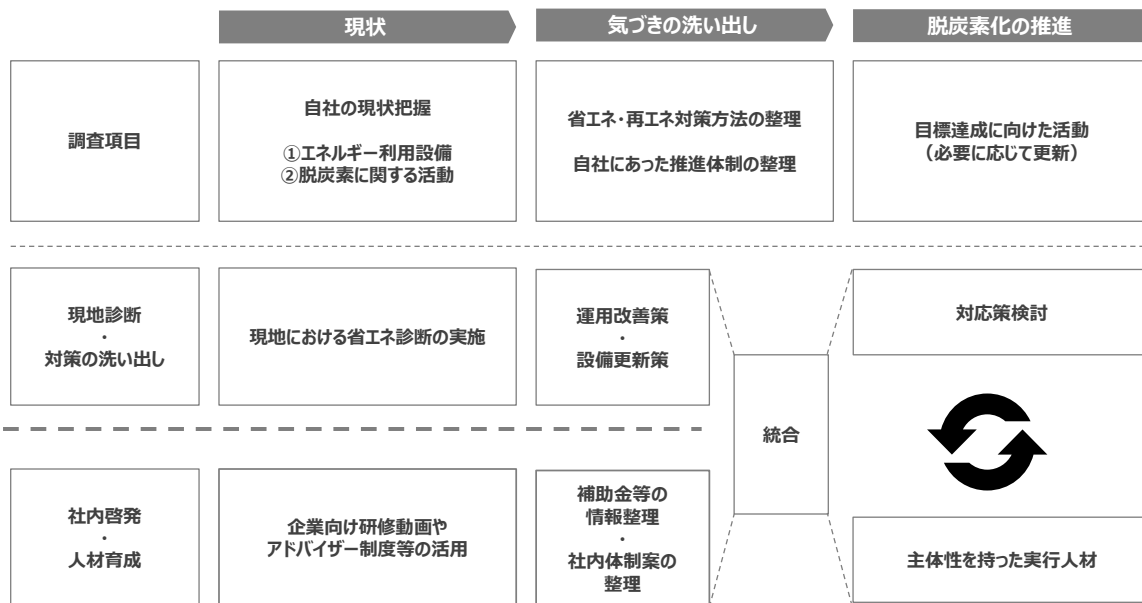 現状
気づきの洗い出し
脱炭素化の推進
調査項目
自社の現状把握
①エネルギー利用設備
②脱炭素に関する活動
省エネ・再エネ対策方法の整理
自社にあった推進体制の整理
目標達成に向けた活動
（必要に応じて更新）
現地診断
・
対策の洗い出し
現地における省エネ診断の実施
運用改善策
・
設備更新策
統合
対応策検討
社内啓発
・
人材育成
企業向け研修動画や
アドバイザー制度等の活用
補助金等の
情報整理
・
社内体制案の
整理
主体性を持った実行人材